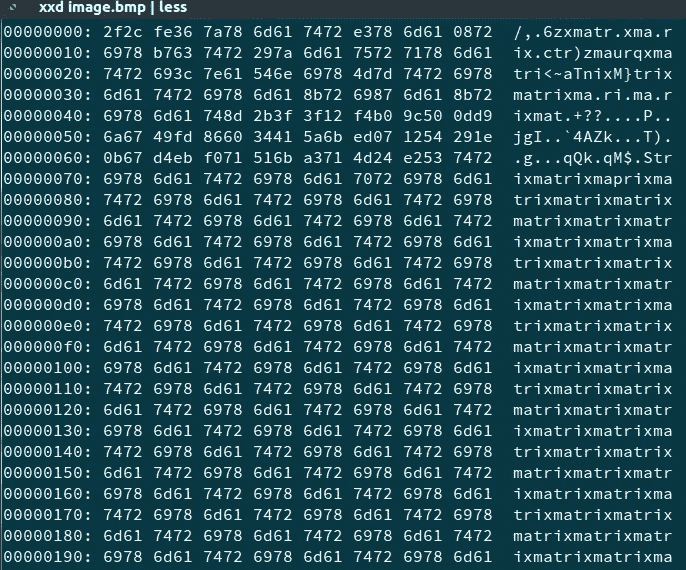 xxd image.bmp | less
00000000: 2f2c fe36 7a78 6d61 7472 e378 6d61 0872 /,.6zxmatr.xma.r
00000010: 6978 b763 7472 297a 6d61 7572 7178 6d61 ix.ctr)zmaurqxma
00000020: 7472 693c 7e61 546e 6978 4d7d 7472 6978 tri<~aTnixM}trix
00000030: 6d61 7472 6978 6d61 8b72 6987 6d61 8b72 matrixma.ri.ma.r
00000040: 6978 6d61 748d 2b3f 3f12 f4b0 9c50 0dd9 ixmat.+??....P..
00000050: 6a67 49fd 8660 3441 5a6b ed07 1254 291e jgI..`4AZk...T).
00000060: 0b67 d4eb f071 516b a371 4d24 e253 7472 .g...qQk.qM$.Str
00000070: 6978 6d61 7472 6978 6d61 7072 6978 6d61 ixmatrixmaprixma
00000080: 7472 6978 6d61 7472 6978 6d61 7472 6978 trixmatrixmatrix
00000090: 6d61 7472 6978 6d61 7472 6978 6d61 7472 matrixmatrixmatr
000000a0: 6978 6d61 7472 6978 6d61 7472 6978 6d61 ixmatrixmatrixma
000000b0: 7472 6978 6d61 7472 6978 6d61 7472 6978 trixmatrixmatrix
000000c0: 6d61 7472 6978 6d61 7472 6978 6d61 7472 matrixmatrixmatr
000000d0: 6978 6d61 7472 6978 6d61 7472 6978 6d61 ixmatrixmatrixma
000000e0: 7472 6978 6d61 7472 6978 6d61 7472 6978 trixmatrixmatrix
000000f0: 6d61 7472 6978 6d61 7472 6978 6d61 7472 matrixmatrixmatr
00000100: 6978 6d61 7472 6978 6d61 7472 6978 6d61 ixmatrixmatrixma
00000110: 7472 6978 6d61 7472 6978 6d61 7472 6978 trixmatrixmatrix
00000120: 6d61 7472 6978 6d61 7472 6978 6d61 7472 matrixmatrixmatr
00000130: 6978 6d61 7472 6978 6d61 7472 6978 6d61 ixmatrixmatrixma
00000140: 7472 6978 6d61 7472 6978 6d61 7472 6978 trixmatrixmatrix
00000150: 6d61 7472 6978 6d61 7472 6978 6d61 7472 matrixmatrixmatr
00000160: 6978 6d61 7472 6978 6d61 7472 6978 6d61 ixmatrixmatrixma
00000170: 7472 6978 6d61 7472 6978 6d61 7472 6978 trixmatrixmatrix
00000180: 6d61 7472 6978 6d61 7472 6978 6d61 7472 matrixmatrixmatr
00000190: 6978 6d61 7472 6978 6d61 7472 6978 6d61 ixmatrixmatrixma